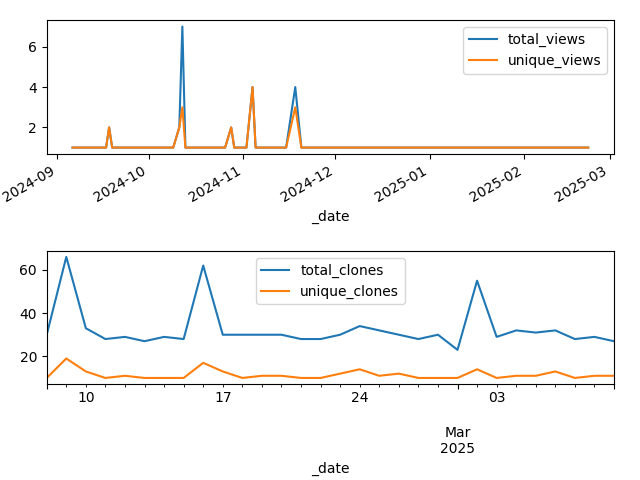 6
4
2
total_views
unique_views
2024-09
2024-10
2024-11
2024-12
2025-01
2025-02
2025-03
_date
60
40
20
total_clones
unique_clones
10
17
24
03
Mar
2025
_date